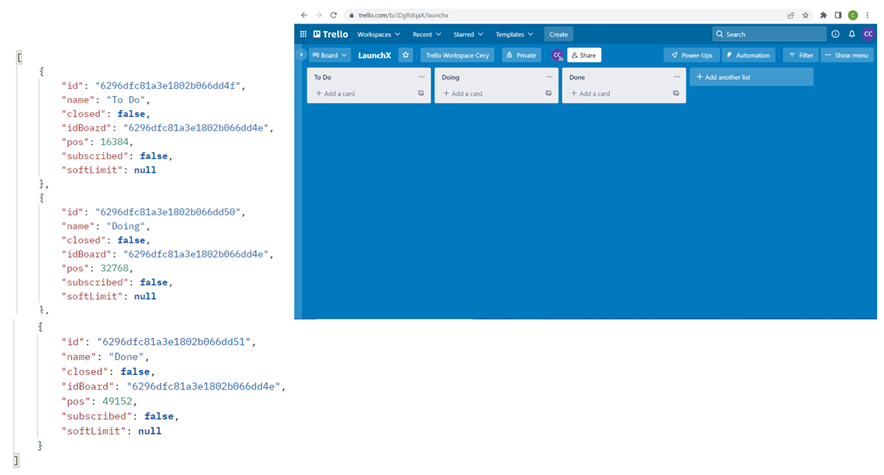 [
{
"id": "6296dfc81a3e1802b066dd4f",
"name": "To Do",
"closed": false,
"idBoard": "6296dfc81a3e1802b066dd4e",
"pos": 16384,
"subscribed": false,
"softLimit": null
},
{
"id": "6296dfc81a3e1802b066dd50",
"name": "Doing",
"closed": false,
"idBoard": "6296dfc81a3e1802b066dd4e",
"pos": 32768,
"subscribed": false,
"softLimit": null
},
{
"id": "6296dfc81a3e1802b066dd51",
"name": "Done",
"closed": false,
"idBoard": "6296dfc81a3e1802b066dd4e",
"pos": 49152,
"subscribed": false,
"softLimit": null
}
]
trello.com/b/JDgRdqaX/launchx
C
Trello Workspaces Recent Starred Templates Create Search CC
Board LaunchX Trello Workspace Cecy Private CC Share Power-Ups Automation Filter Show menu
To Do Doing Done + Add another list
+ Add a card + Add a card + Add a card